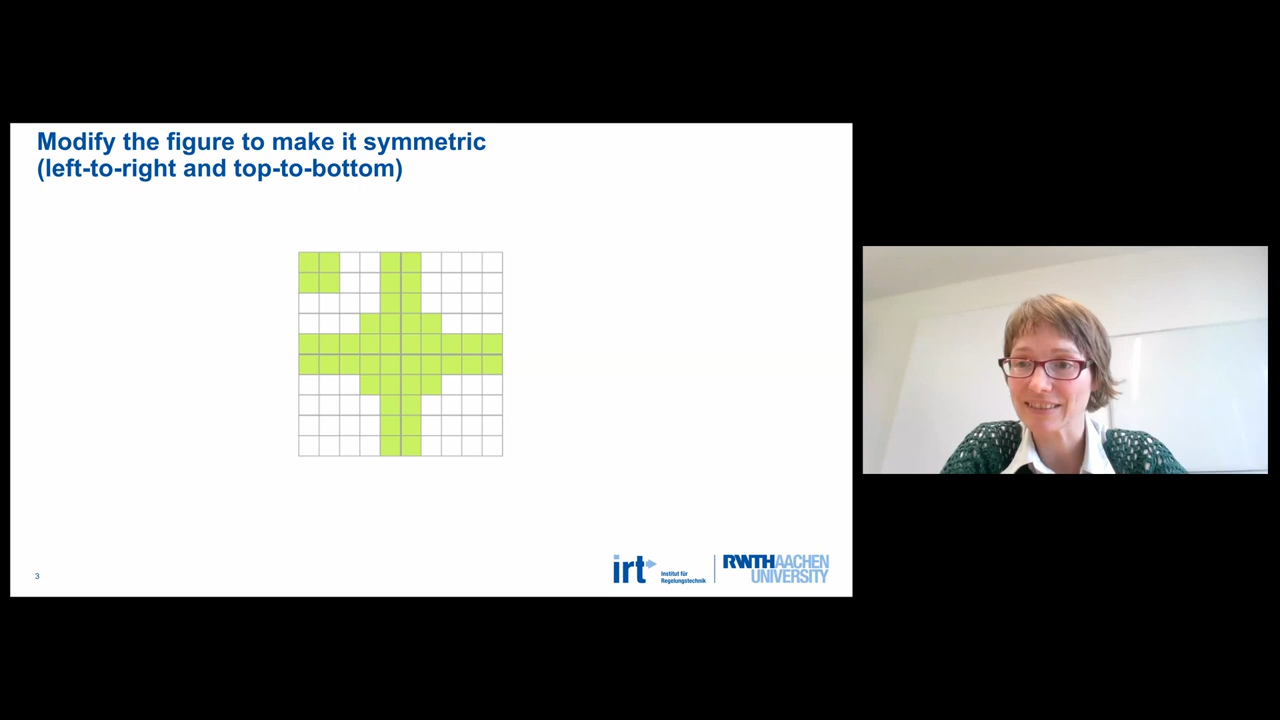 Modify the figure to make it symmetric
(left-to-right and top-to-bottom)
3
irt
Institut für
Regelungstechnik
RWTHAACHEN
UNIVERSITY